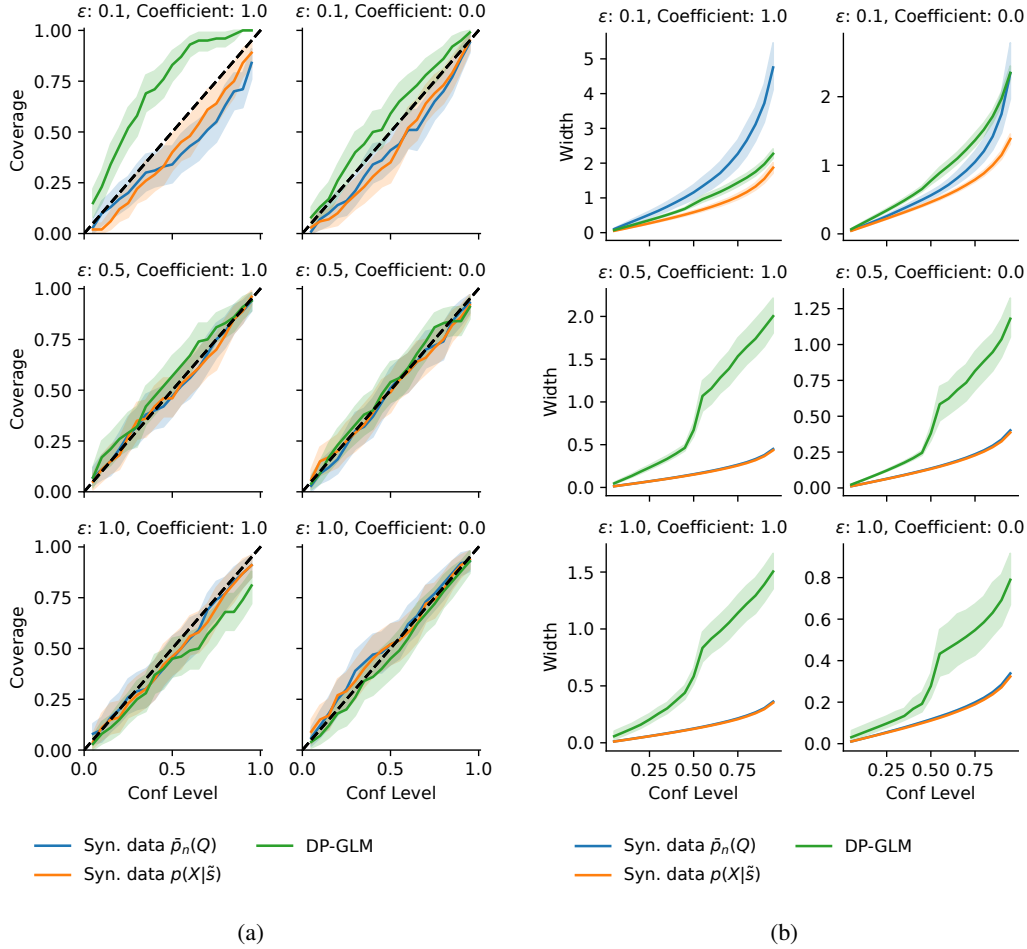 ε: 0.1, Coefficient: 1.0
ε: 0.1, Coefficient: 0.0
1.00
0.75
0.50
0.25
0.00
Coverage
ε: 0.5, Coefficient: 1.0
ε: 0.5, Coefficient: 0.0
1.00
0.75
0.50
0.25
0.00
Coverage
ε: 1.0, Coefficient: 1.0
ε: 1.0, Coefficient: 0.0
1.00
0.75
0.50
0.25
0.00
Coverage
0.0 0.5 1.0
0.0 0.5 1.0
Conf Level
Conf Level
Syn. data p̄ₙ(Q)
DP-GLM
Syn. data p(X|s̃)
(a)
ε: 0.1, Coefficient: 1.0
ε: 0.1, Coefficient: 0.0
5
4
3
2
1
0
Width
2
1
0
ε: 0.5, Coefficient: 1.0
ε: 0.5, Coefficient: 0.0
2.0
1.5
1.0
0.5
0.0
Width
1.25
1.00
0.75
0.50
0.25
0.00
ε: 1.0, Coefficient: 1.0
ε: 1.0, Coefficient: 0.0
1.5
1.0
0.5
0.0
Width
0.8
0.6
0.4
0.2
0.0
0.25 0.50 0.75
0.25 0.50 0.75
Conf Level
Conf Level
Syn. data p̄ₙ(Q)
DP-GLM
Syn. data p(X|s̃)
(b)